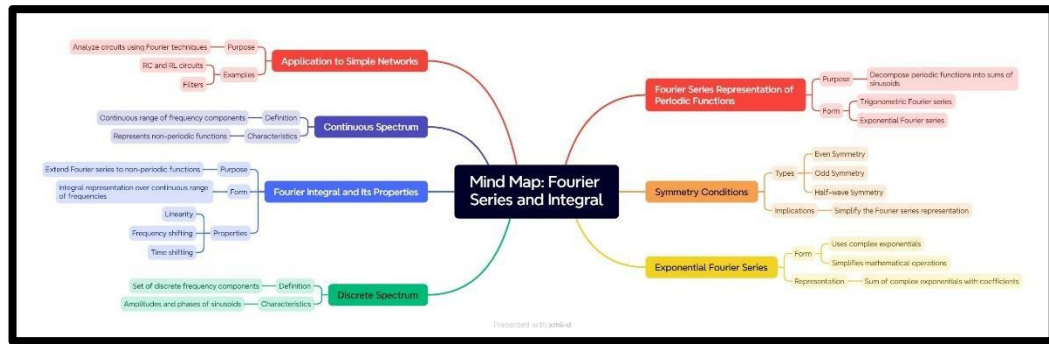 Mind Map: Fourier
Series and Integral
Fourier Series Representation of
Periodic Functions
Purpose
Decompose periodic functions into sums of
sinusoids
Form
Trigonometric Fourier series
Exponential Fourier series
Symmetry Conditions
Types
Even Symmetry
Odd Symmetry
Half-wave Symmetry
Implications
Simplify the Fourier series representation
Exponential Fourier Series
Form
Uses complex exponentials
Simplifies mathematical operations
Representation
Sum of complex exponentials with coefficients
Application to Simple Networks
Purpose
Analyze circuits using Fourier techniques
Examples
RC and RL circuits
Filters
Continuous Spectrum
Definition
Continuous range of frequency components
Characteristics
Represents non-periodic functions
Fourier Integral and Its Properties
Purpose
Extend Fourier series to non-periodic functions
Form
Integral representation over continuous range
of frequencies
Properties
Linearity
Frequency shifting
Time shifting
Discrete Spectrum
Definition
Set of discrete frequency components
Characteristics
Amplitudes and phases of sinusoids
Presented with xmind